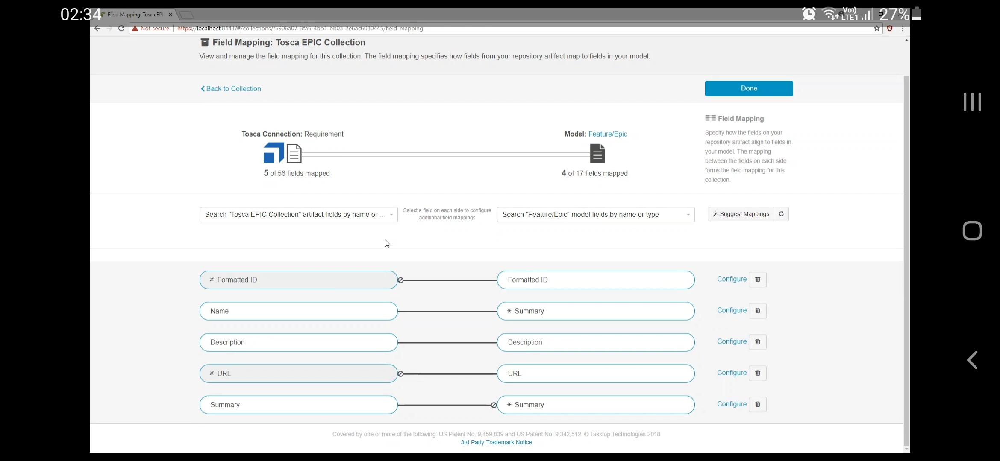 02:34
Vo))
LTE1
27%
Field Mapping: Tosca EPI
Not secure
https://localhost:8443/#/collections/f5906a07-3fa6-4bb1-bb03-2e6ac6080445/field-mapping
Field Mapping: Tosca EPIC Collection
View and manage the field mapping for this collection. The field mapping specifies how fields from your repository artifact map to fields in your model.
Back to Collection
Done
Tosca Connection: Requirement
5 of 56 fields mapped
Model: Feature/Epic
4 of 17 fields mapped
Field Mapping
Specify how the fields on your
repository artifact align to fields in
your model. The mapping
between the fields on each side
forms the field mapping for this
collection.
Search "Tosca EPIC Collection" artifact fields by name or ...
Select a field on each side to configure
additional field mappings
Search "Feature/Epic" model fields by name or type
Suggest Mappings
Formatted ID
Formatted ID
Configure
Name
* Summary
Configure
Description
Description
Configure
URL
URL
Configure
Summary
* Summary
Configure
Covered by one or more of the following: US Patent No. 9,459,839 and US Patent No. 9,342,512. © Tasktop Technologies 2018
3rd Party Trademark Notice